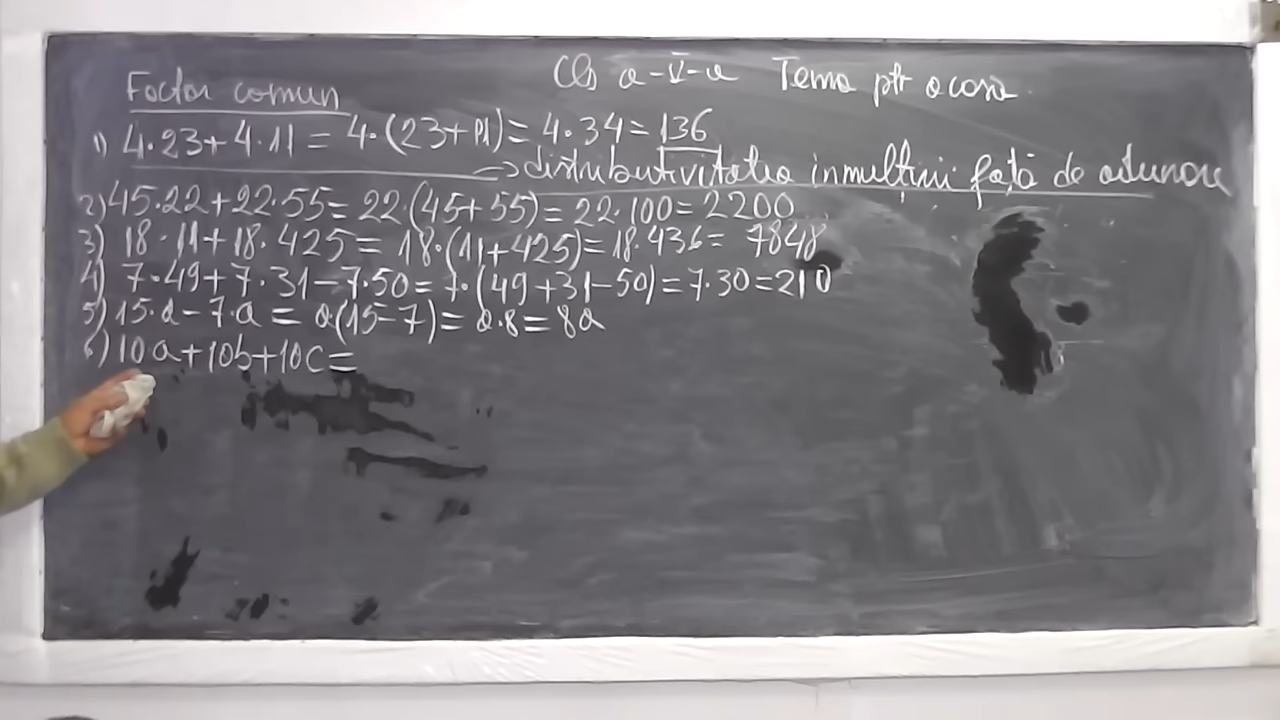 Cls a-V-a Tema ptr acasa
Factor comun
1) 4·23+4·11=4·(23+11)=4·34=136
→distributivitatea inmultirii față de adunare
2) 45·22+22·55=22·(45+55)=22·100=2200
3) 18·11+18·425=18·(11+425)=18·436=7848
4) 7·49+7·31-7·50=7·(49+31-50)=7·30=210
5) 15·a-7·a=a(15-7)=a·8=8a
6) 10a+10b+10c=